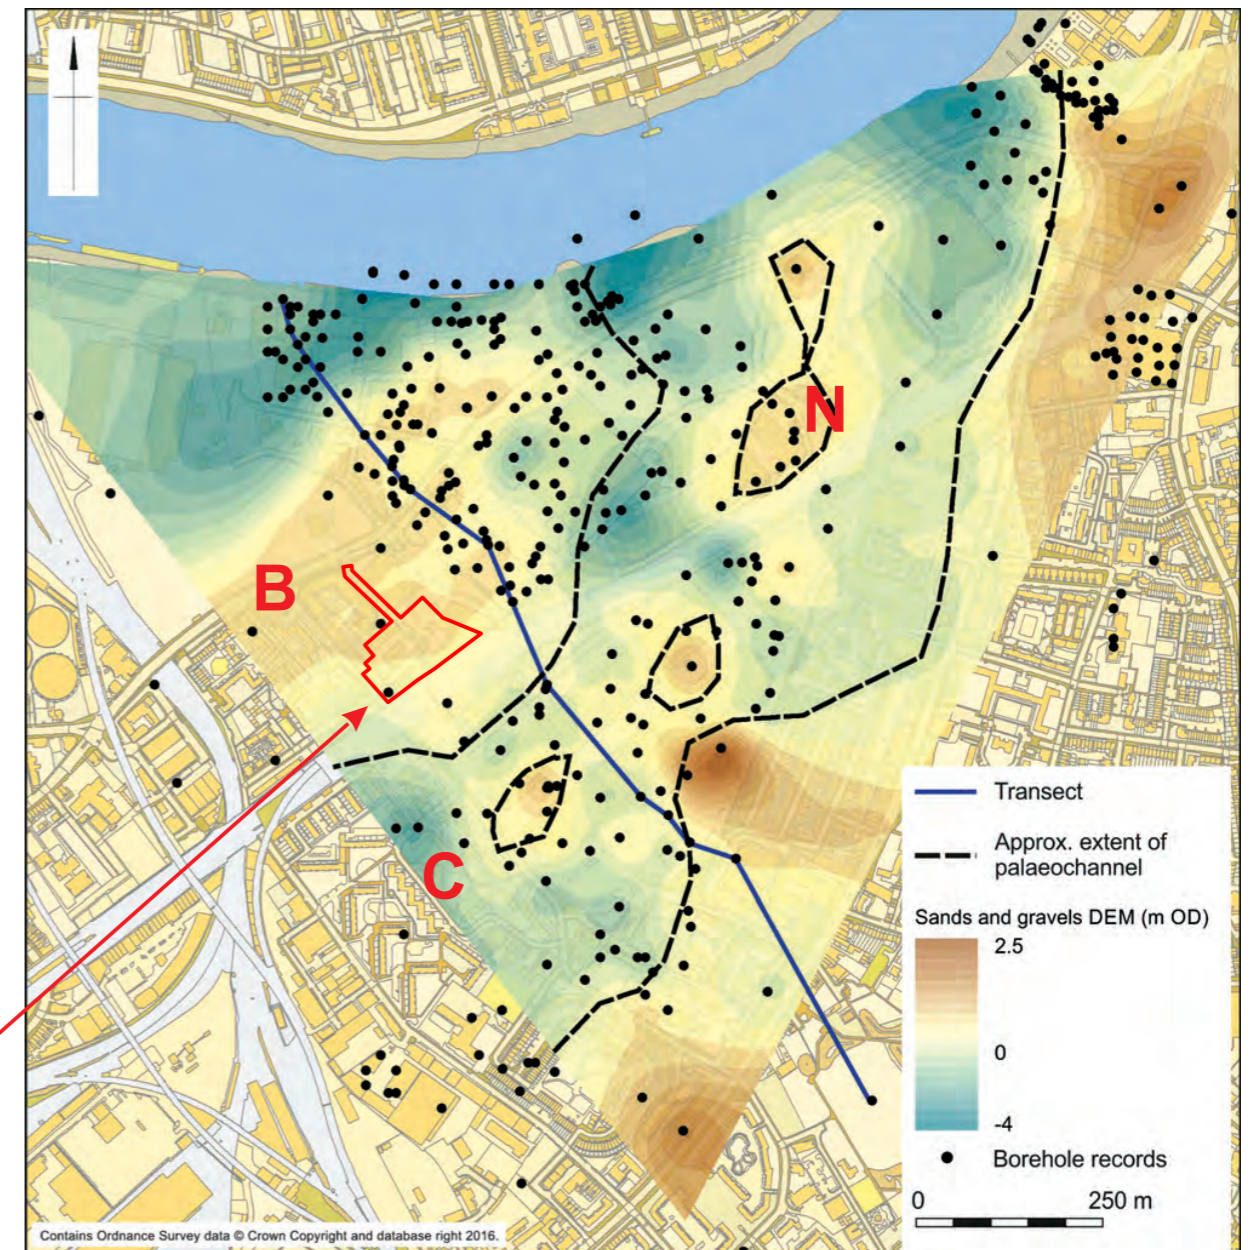 N
B
C
Transect
Approx. extent of
palaeochannel
Sands and gravels DEM (m OD)
2.5
0
-4
Borehole records
0 250 m
Contains Ordnance Survey data © Crown Copyright and database right 2016.